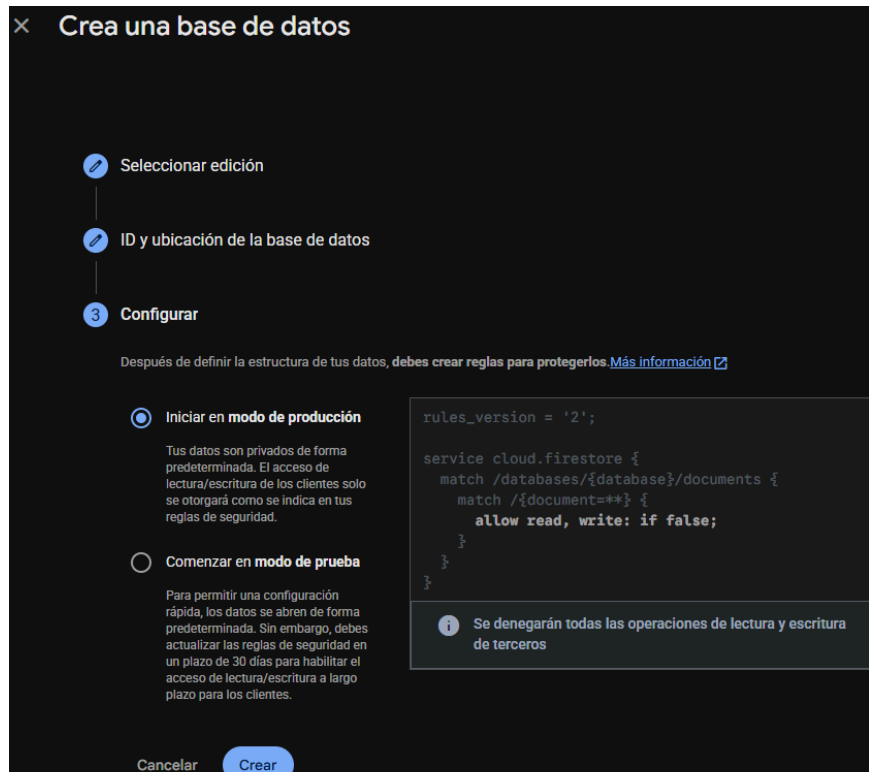 Crea una base de datos
Seleccionar edición
ID y ubicación de la base de datos
3 Configurar
Después de definir la estructura de tus datos, debes crear reglas para protegerlos.Más información
Iniciar en modo de producción
Tus datos son privados de forma
predeterminada. El acceso de
lectura/escritura de los clientes solo
se otorgará como se indica en tus
reglas de seguridad.
Comenzar en modo de prueba
Para permitir una configuración
rápida, los datos se abren de forma
predeterminada. Sin embargo, debes
actualizar las reglas de seguridad en
un plazo de 30 días para habilitar el
acceso de lectura/escritura a largo
plazo para los clientes.
rules_version = '2';
service cloud.firestore {
match /databases/{database}/documents {
match /{document=**} {
allow read, write: if false;
}
}
}
Se denegarán todas las operaciones de lectura y escritura
de terceros
Cancelar Crear